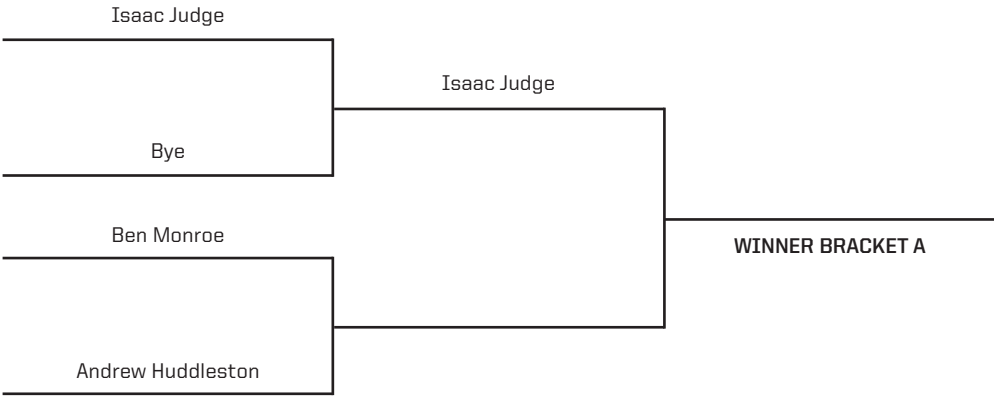 Isaac Judge
Isaac Judge
Bye
Ben Monroe
WINNER BRACKET A
Andrew Huddleston